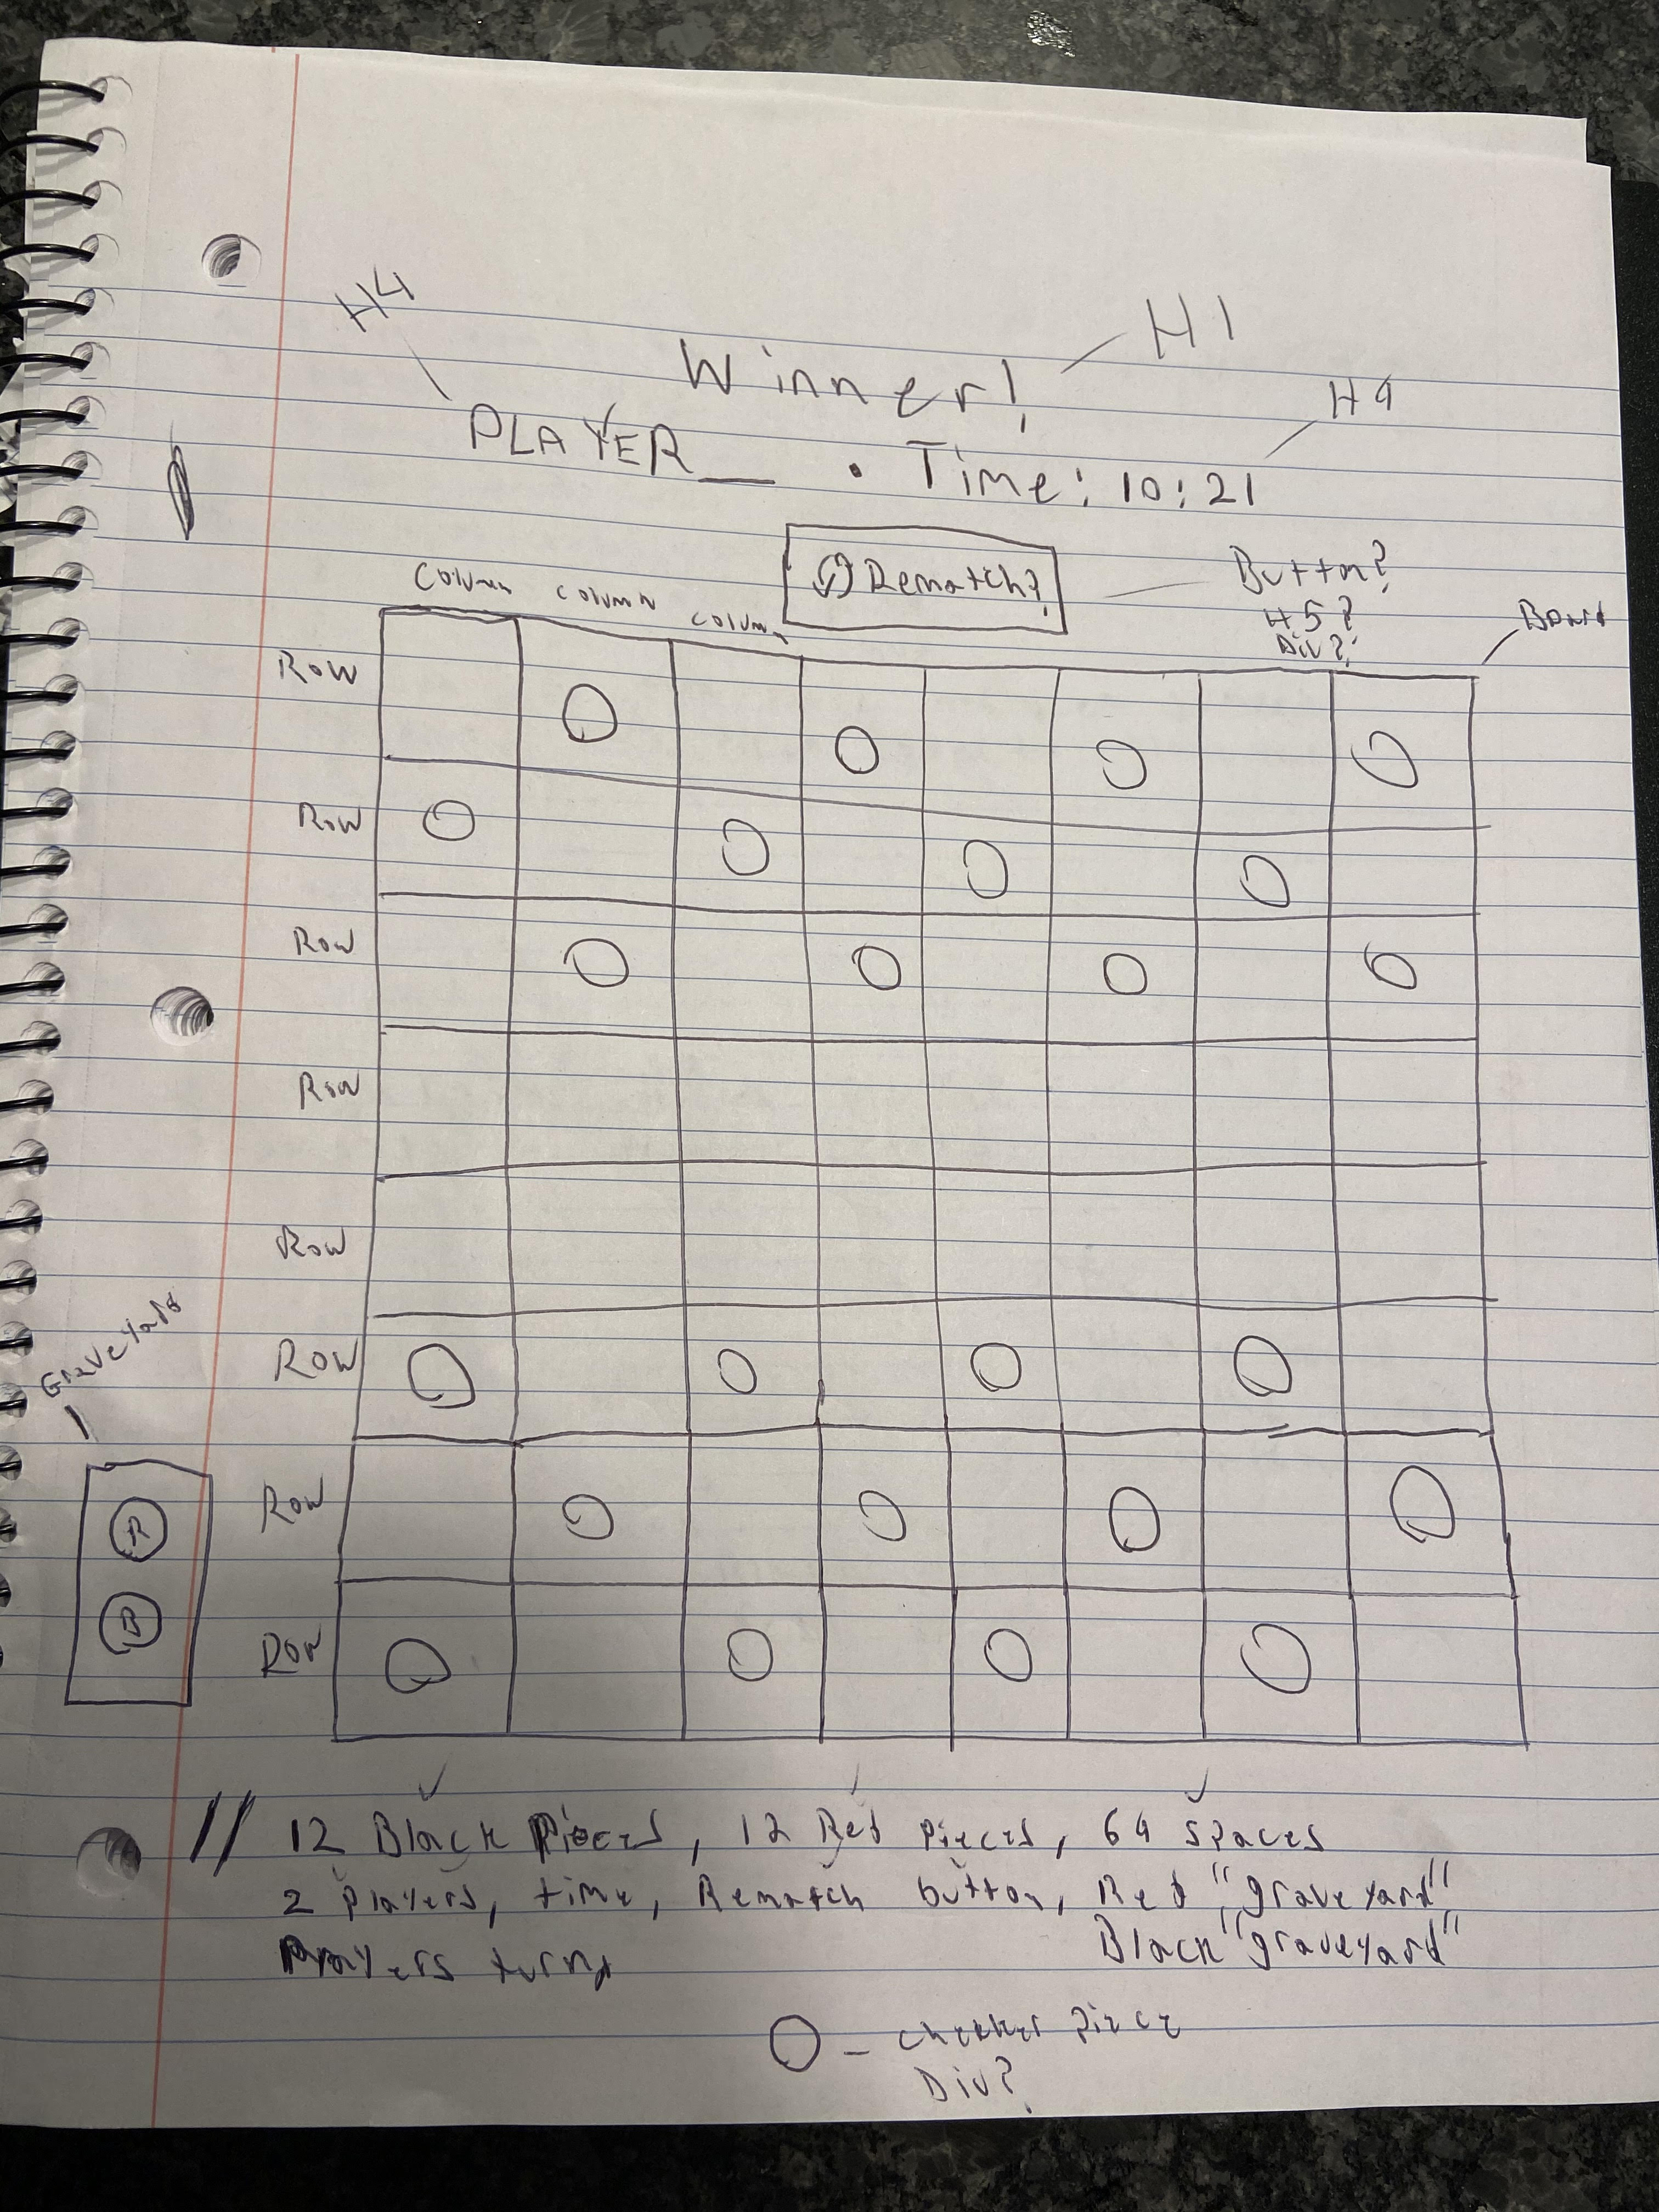 H4
H1
Winner!
H4
PLAYER__ • Time: 10:21
Rematch?
Button?
H5?
Div?
Board
Column Column Column
Row
Row
Row
Row
Row
Graveyard
Row
Row
R
B
Row
// 12 Black Pieces, 12 Red pieces, 64 spaces
2 players, time, Rematch button, Red "graveyard"
Players turns Black "graveyard"
O - checker piece
Div?